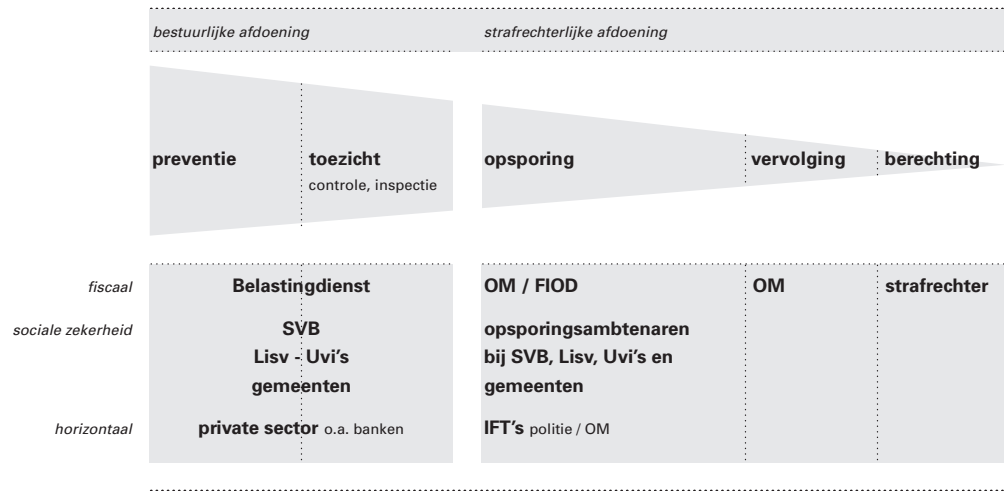 bestuurlijke afdoening strafrechterlijke afdoening
preventie toezicht opsporing vervolging berechting
controle, inspectie
fiscaal Belastingdienst OM / FIOD OM strafrechter
sociale zekerheid SVB opsporingsambtenaren
Lisv - Uvi's bij SVB, Lisv, Uvi's en
gemeenten gemeenten
horizontaal private sector o.a. banken IFT's politie / OM